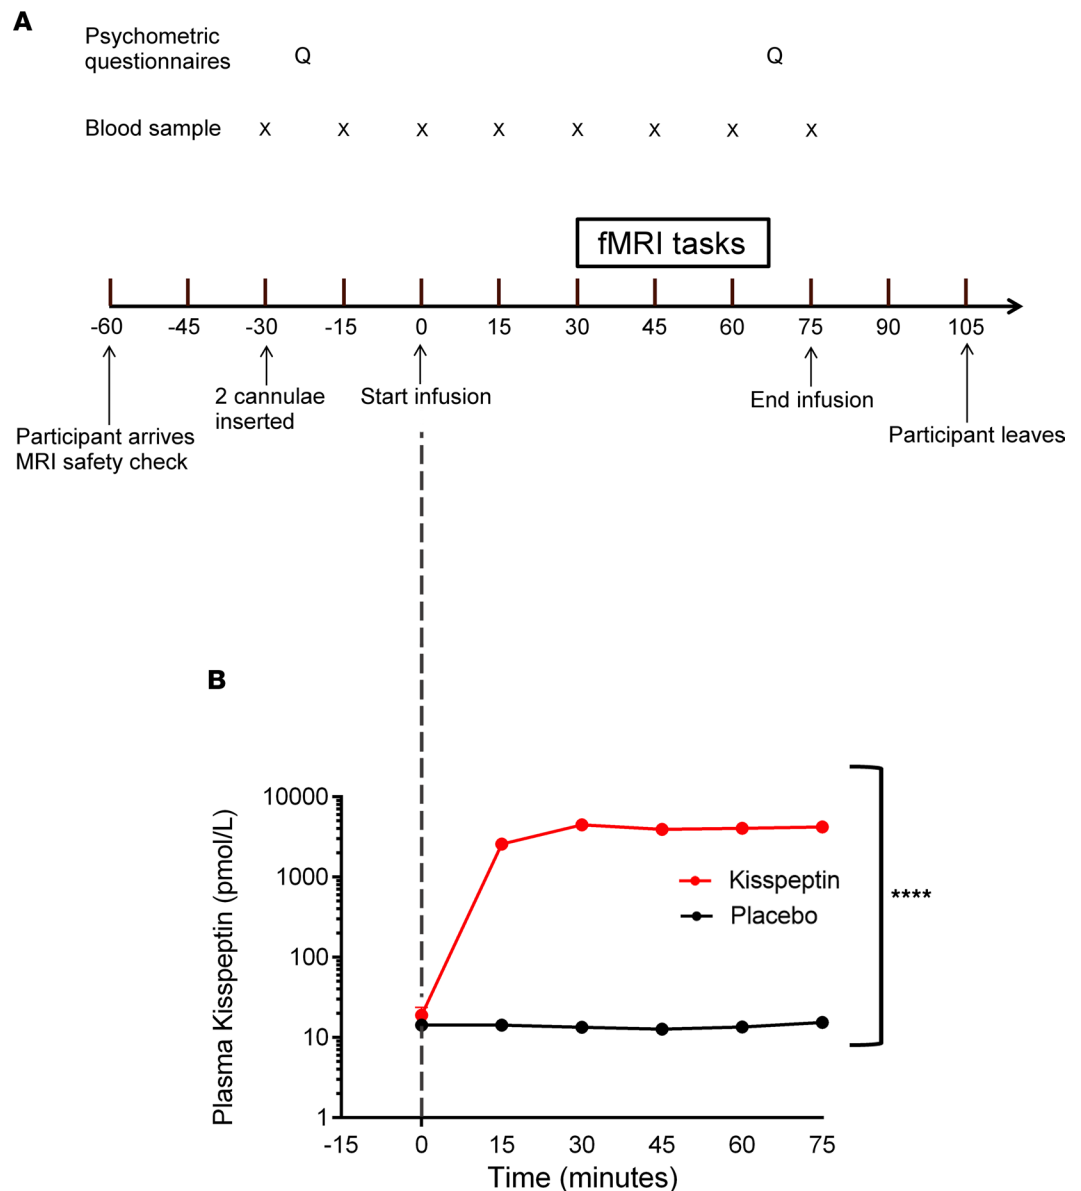 A
Psychometric
questionnaires
Q Q
Blood sample
X X X X X X X X
fMRI tasks
-60 -45 -30 -15 0 15 30 45 60 75 90 105
2 cannulae
inserted
Start infusion
End infusion
Participant arrives
MRI safety check
Participant leaves
B
Plasma Kisspeptin (pmol/L)
10000
1000
100
10
1
Kisspeptin
Placebo
****
-15 0 15 30 45 60 75
Time (minutes)